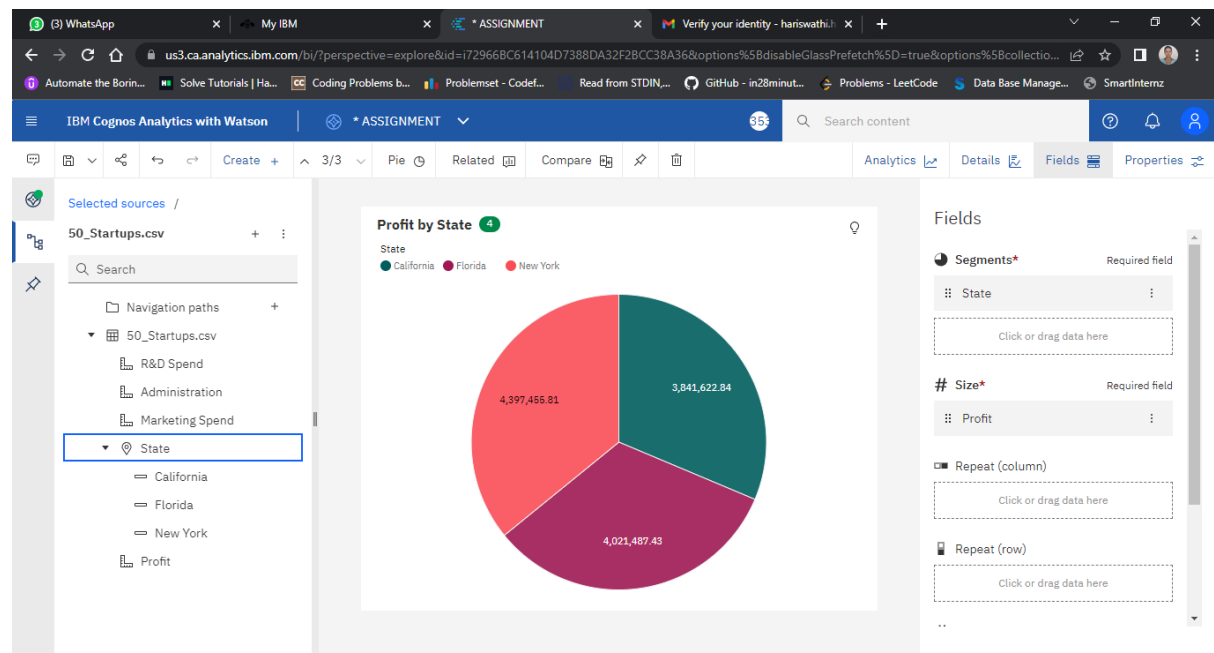 (3) WhatsApp
My IBM
* ASSIGNMENT
Verify your identity - hariswathi.h
us3.ca.analytics.ibm.com/bi/?perspective=explore&id=i72966BC614104D7388DA32F2BCC38A36&options%5BdisableGlassPrefetch%5D=true&options%5Bcollectio...
Automate the Borin...
Solve Tutorials | Ha...
Coding Problems b...
Problemset - Codef...
Read from STDIN,...
GitHub - in28minut...
Problems - LeetCode
Data Base Manage...
SmartInternz
IBM Cognos Analytics with Watson
* ASSIGNMENT
353
Search content
Create +
3/3
Pie
Related
Compare
Analytics
Details
Fields
Properties
Selected sources /
50_Startups.csv
Search
Navigation paths
50_Startups.csv
R&D Spend
Administration
Marketing Spend
State
California
Florida
New York
Profit
Profit by State 4
State
California Florida New York
4,397,455.81
3,841,622.84
4,021,487.43
Fields
Segments* Required field
State
Click or drag data here
# Size* Required field
Profit
Repeat (column)
Click or drag data here
Repeat (row)
Click or drag data here